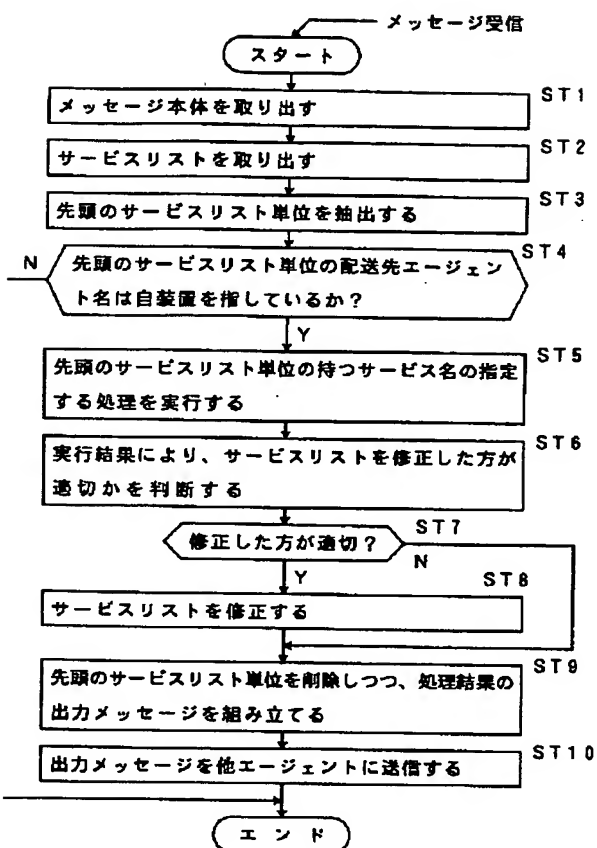 メッセージ受信
スタート
ST1
メッセージ本体を取り出す
ST2
サービスリストを取り出す
ST3
先頭のサービスリスト単位を抽出する
ST4
N
先頭のサービスリスト単位の配送先エージェン
ト名は自装置を指しているか?
Y
ST5
先頭のサービスリスト単位の持つサービス名の指定
する処理を実行する
ST6
実行結果により、サービスリストを修正した方が
適切かを判断する
ST7
修正した方が適切?
N
Y
ST8
サービスリストを修正する
ST9
先頭のサービスリスト単位を削除しつつ、処理結果の
出力メッセージを組み立てる
ST10
出力メッセージを他エージェントに送信する
エンド